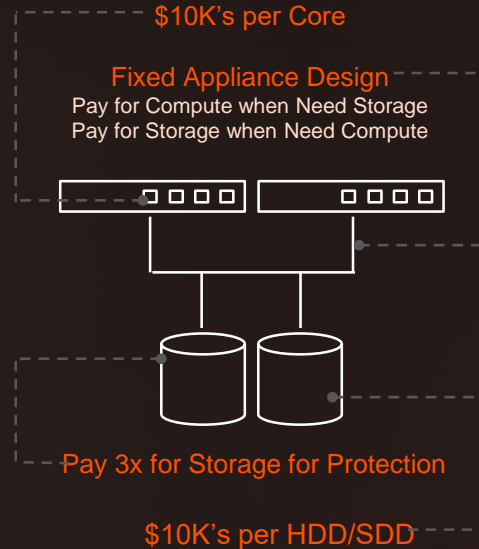 $10K's per Core
Fixed Appliance Design
Pay for Compute when Need Storage
Pay for Storage when Need Compute
Pay 3x for Storage for Protection
$10K's per HDD/SDD